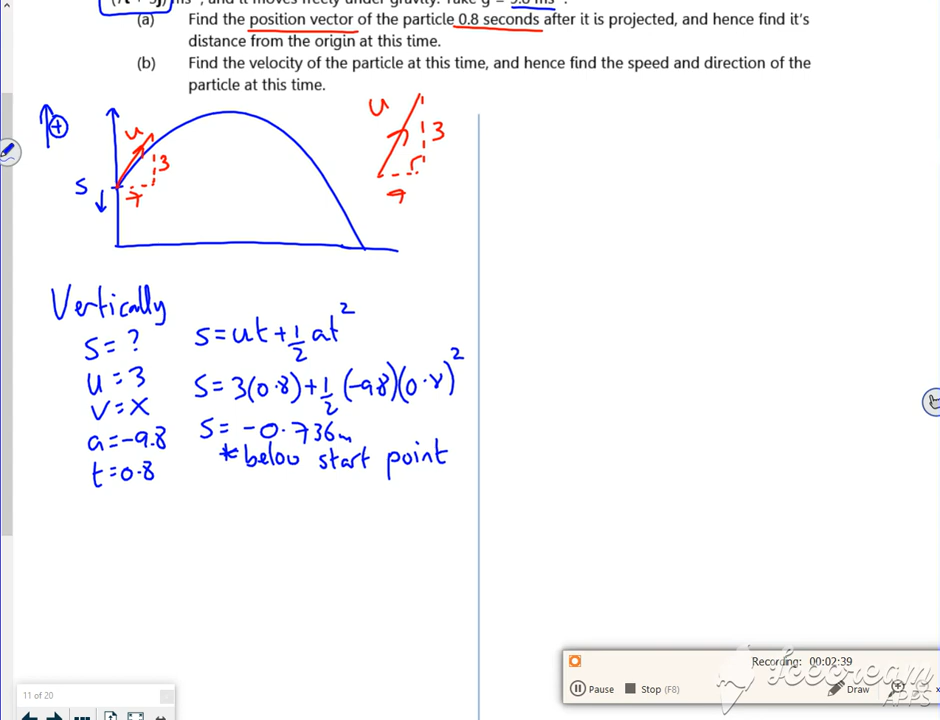 (a) Find the position vector of the particle 0.8 seconds after it is projected, and hence find it's
distance from the origin at this time.
(b) Find the velocity of the particle at this time, and hence find the speed and direction of the
particle at this time.
u
3
7
s
u
3
7
Vertically
s = ?
u = 3
v = x
a = -9.8
t = 0.8
s = ut + 1/2 at²
s = 3(0.8) + 1/2 (-9.8)(0.8)²
s = -0.736m
*below start point
Recording: 00:02:39
Pause Stop (F8) Draw
Icecream
APPS
11 of 20